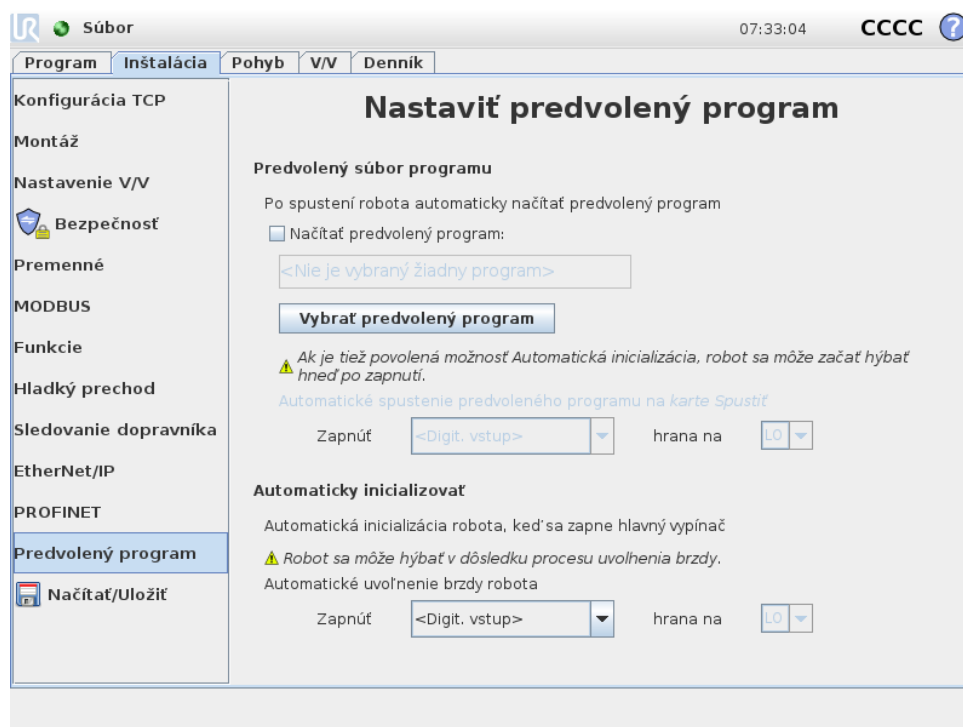 UR Súbor 07:33:04 CCCC ?
Program Inštalácia Pohyb V/V Denník
Konfigurácia TCP
Montáž
Nastavenie V/V
Bezpečnosť
Premenné
MODBUS
Funkcie
Hladký prechod
Sledovanie dopravníka
EtherNet/IP
PROFINET
Predvolený program
Načítať/Uložiť
Nastaviť predvolený program
Predvolený súbor programu
Po spustení robota automaticky načítať predvolený program
Načítať predvolený program:
<Nie je vybraný žiadny program>
Vybrať predvolený program
Ak je tiež povolená možnosť Automatická inicializácia, robot sa môže začať hýbať
hneď po zapnutí.
Automatické spustenie predvoleného programu na karte Spustiť
Zapnúť <Digit. vstup> hrana na LO
Automaticky inicializovať
Automatická inicializácia robota, keď sa zapne hlavný vypínač
Robot sa môže hýbať v dôsledku procesu uvolhenia brzdy.
Automatické uvoľnenie brzdy robota
Zapnúť <Digit. vstup> hrana na LO